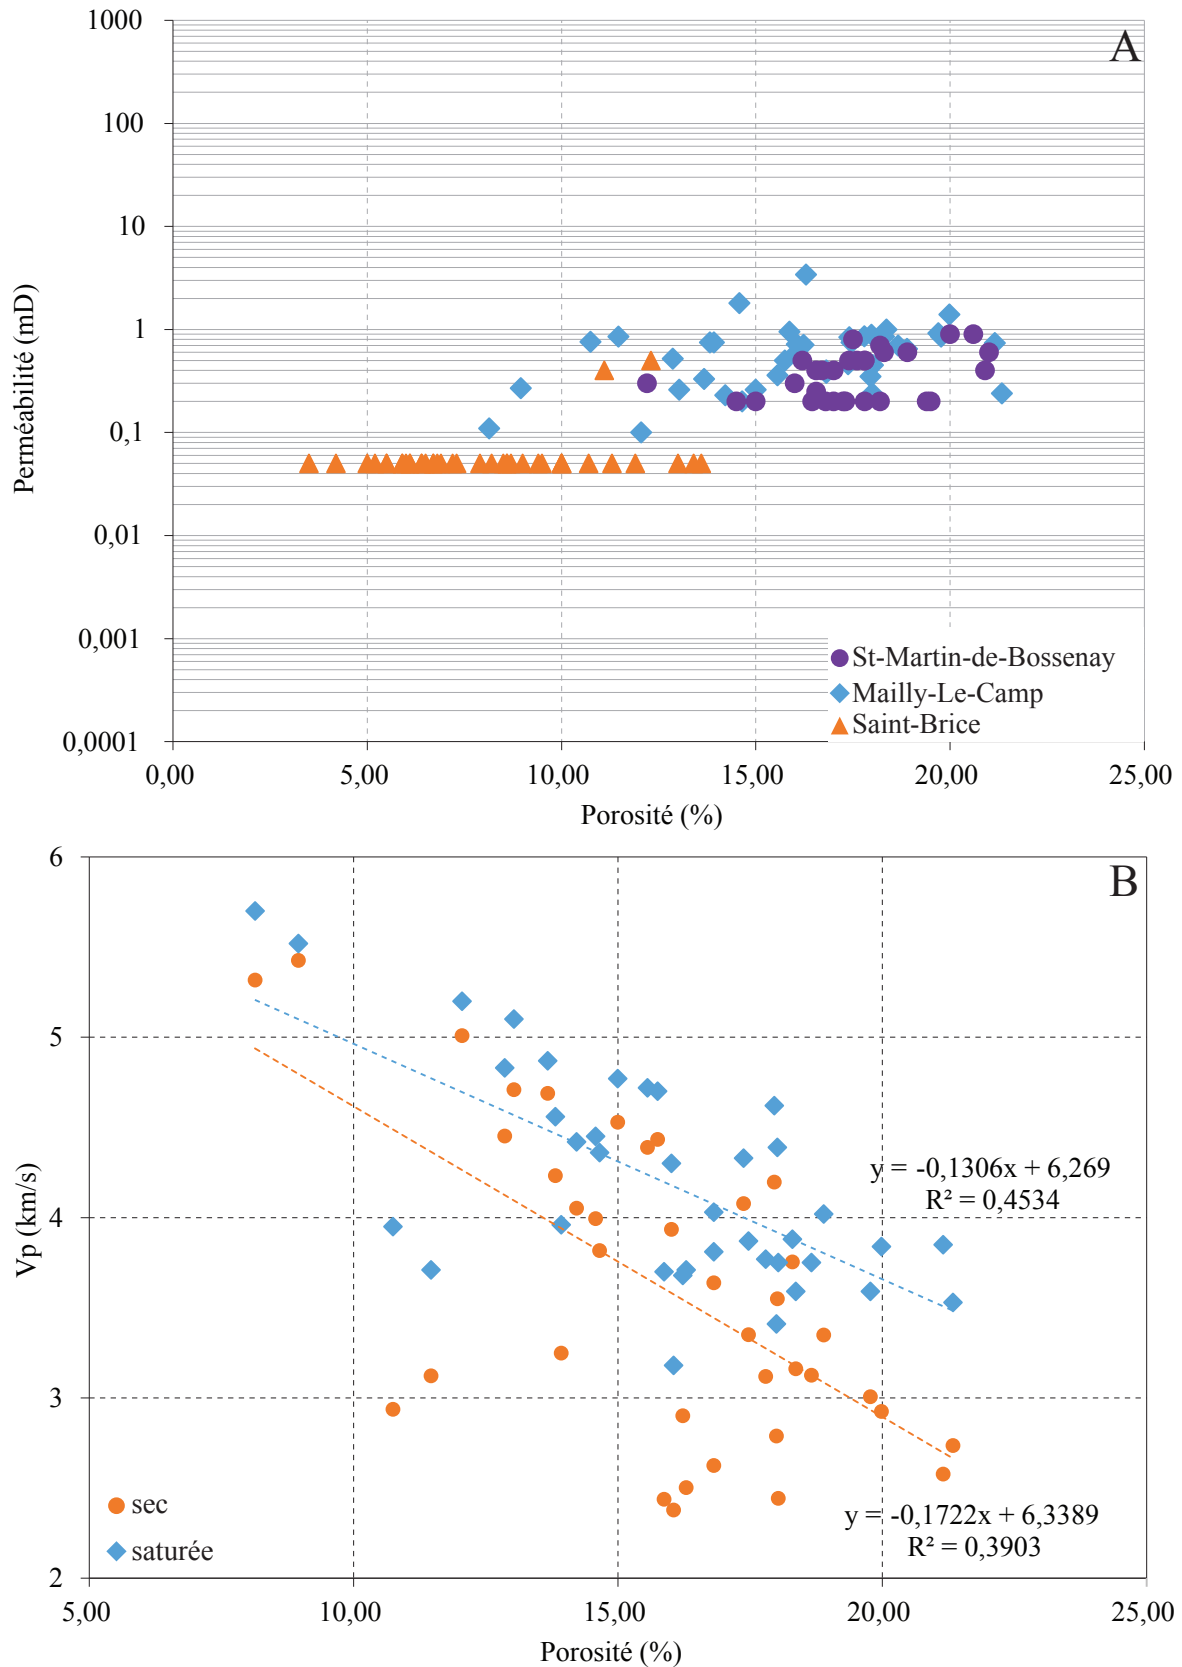 A
1000
100
10
1
0,1
0,01
0,001
0,0001
Perméabilité (mD)
St-Martin-de-Bossenay
Mailly-Le-Camp
Saint-Brice
0,00 5,00 10,00 15,00 20,00 25,00
Porosité (%)
B
6
5
4
3
2
Vp (km/s)
y = -0,1306x + 6,269
R² = 0,4534
y = -0,1722x + 6,3389
R² = 0,3903
sec
saturée
5,00 10,00 15,00 20,00 25,00
Porosité (%)